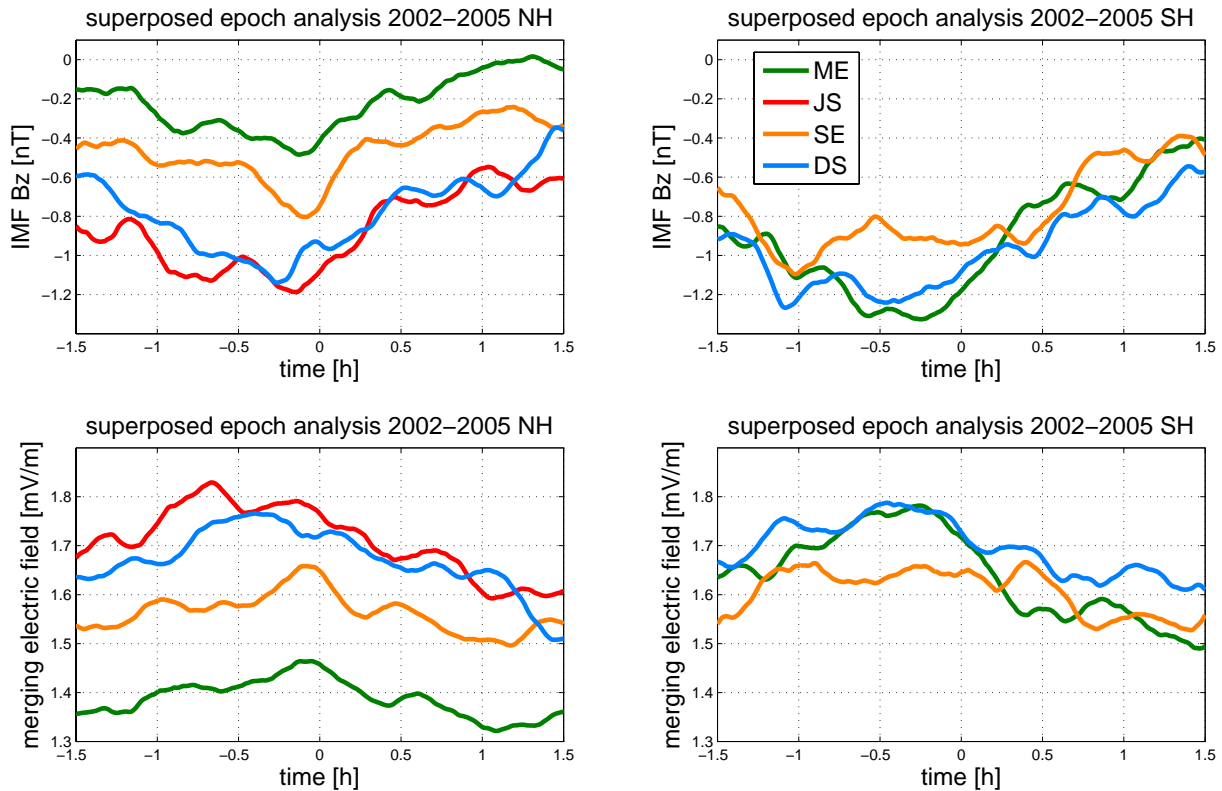 superposed epoch analysis 2002−2005 NH
IMF Bz [nT]
0
−0.2
−0.4
−0.6
−0.8
−1
−1.2
−1.5 −1 −0.5 0 0.5 1 1.5
time [h]
superposed epoch analysis 2002−2005 SH
IMF Bz [nT]
0
−0.2
−0.4
−0.6
−0.8
−1
−1.2
ME
JS
SE
DS
−1.5 −1 −0.5 0 0.5 1 1.5
time [h]
superposed epoch analysis 2002−2005 NH
merging electric field [mV/m]
1.8
1.7
1.6
1.5
1.4
1.3
−1.5 −1 −0.5 0 0.5 1 1.5
time [h]
superposed epoch analysis 2002−2005 SH
merging electric field [mV/m]
1.8
1.7
1.6
1.5
1.4
1.3
−1.5 −1 −0.5 0 0.5 1 1.5
time [h]